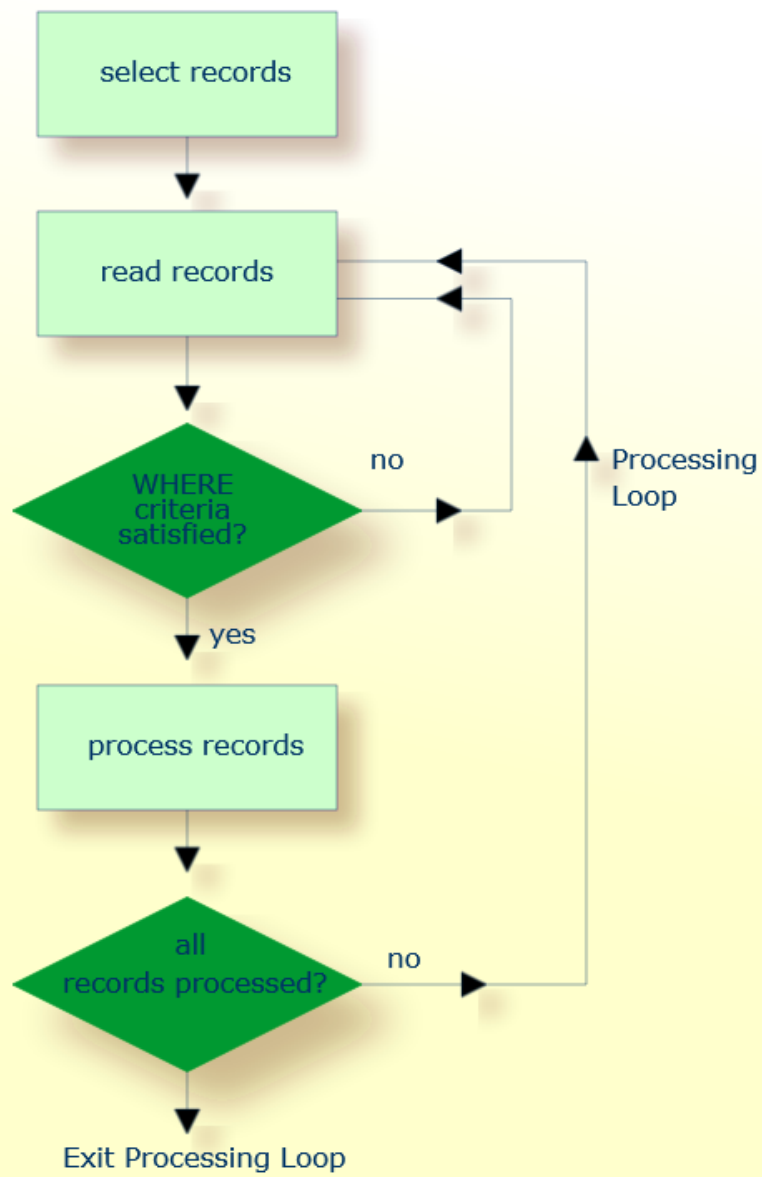 select records
read records
no
WHERE
criteria
satisfied?
Processing
Loop
yes
process records
all
records processed?
no
Exit Processing Loop